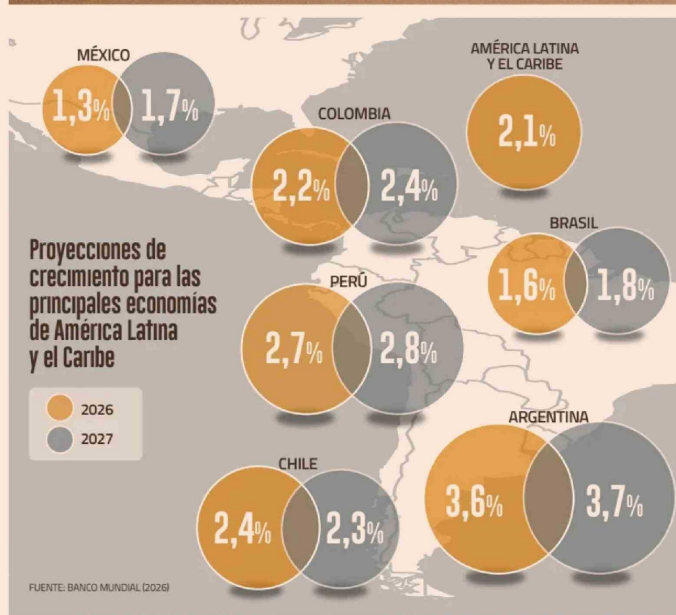 MÉXICO
1,3%
1,7%
COLOMBIA
2,2%
2,4%
AMÉRICA LATINA
Y EL CARIBE
2,1%
BRASIL
1,6%
1,8%
Proyecciones de
crecimiento para las
principales economías
de América Latina
y el Caribe
2026
2027
PERÚ
2,7%
2,8%
ARGENTINA
3,6%
3,7%
CHILE
2,4%
2,3%
FUENTE: BANCO MUNDIAL (2026)